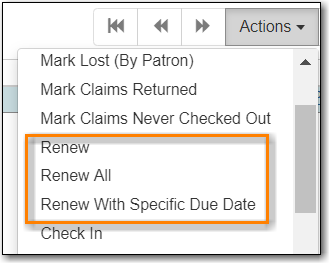 Actions
Mark Lost (By Patron)
Mark Claims Returned
Mark Claims Never Checked Out
Renew
Renew All
Renew With Specific Due Date
Check In